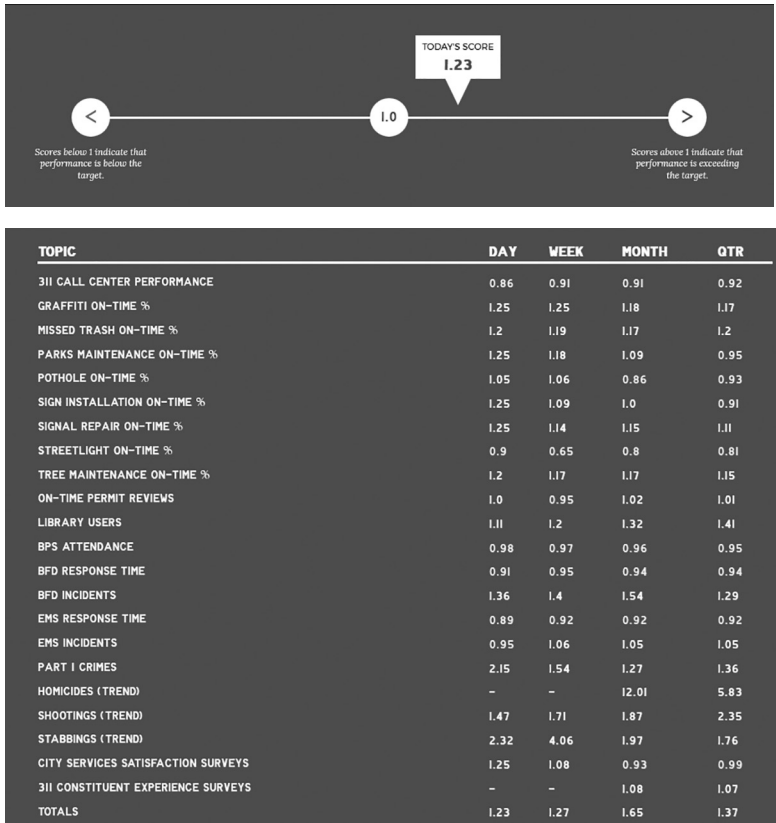 TODAY'S SCORE
1.23
< 1.0 >
Scores below 1 indicate that
performance is below the
target.
Scores above 1 indicate that
performance is exceeding
the target.
TOPIC DAY WEEK MONTH QTR
311 CALL CENTER PERFORMANCE 0.86 0.91 0.91 0.92
GRAFFITI ON-TIME % 1.25 1.25 1.18 1.17
MISSED TRASH ON-TIME % 1.2 1.19 1.17 1.2
PARKS MAINTENANCE ON-TIME % 1.25 1.18 1.09 0.95
POTHOLE ON-TIME % 1.05 1.06 0.86 0.93
SIGN INSTALLATION ON-TIME % 1.25 1.09 1.0 0.91
SIGNAL REPAIR ON-TIME % 1.25 1.14 1.15 1.11
STREETLIGHT ON-TIME % 0.9 0.65 0.8 0.81
TREE MAINTENANCE ON-TIME % 1.2 1.17 1.17 1.15
ON-TIME PERMIT REVIEWS 1.0 0.95 1.02 1.01
LIBRARY USERS 1.11 1.2 1.32 1.41
BPS ATTENDANCE 0.98 0.97 0.96 0.95
BFD RESPONSE TIME 0.91 0.95 0.94 0.94
BFD INCIDENTS 1.36 1.4 1.54 1.29
EMS RESPONSE TIME 0.89 0.92 0.92 0.92
EMS INCIDENTS 0.95 1.06 1.05 1.05
PART 1 CRIMES 2.15 1.54 1.27 1.36
HOMICIDES (TREND) – – 12.01 5.83
SHOOTINGS (TREND) 1.47 1.71 1.87 2.35
STABBINGS (TREND) 2.32 4.06 1.97 1.76
CITY SERVICES SATISFACTION SURVEYS 1.25 1.08 0.93 0.99
311 CONSTITUENT EXPERIENCE SURVEYS – – 1.08 1.07
TOTALS 1.23 1.27 1.65 1.37